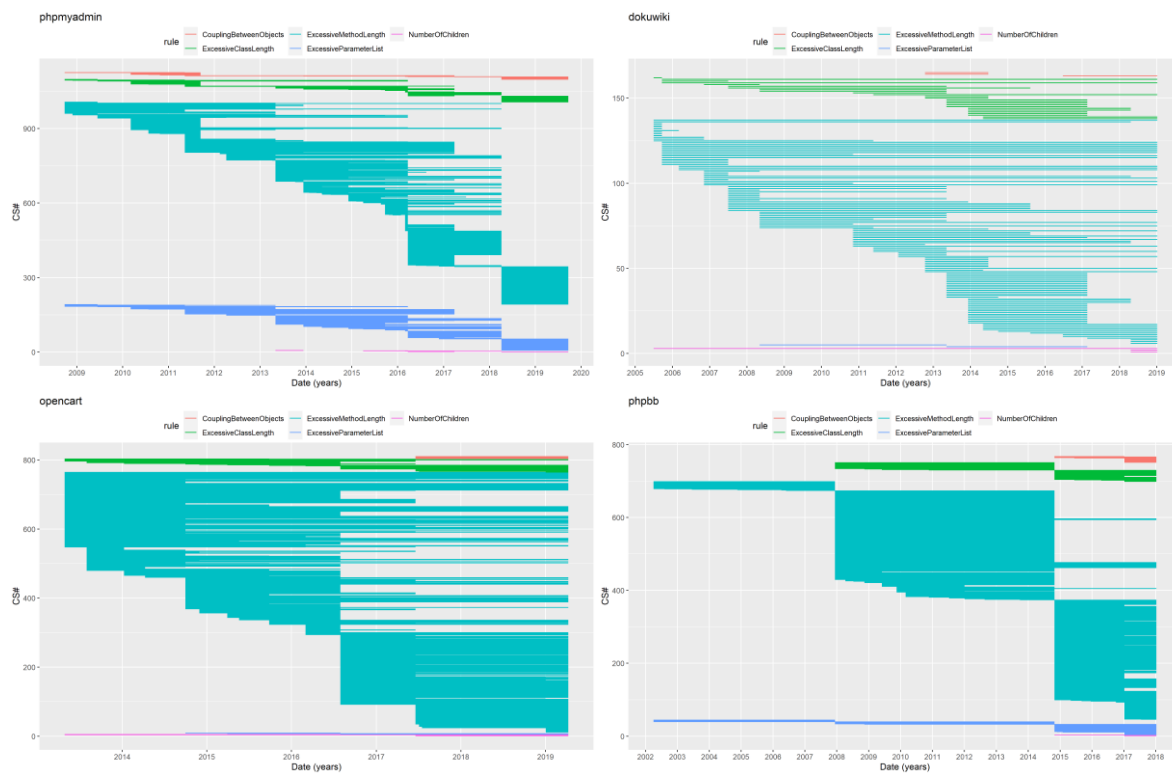 phpmyadmin
rule
CouplingBetweenObjects ExcessiveMethodLength NumberOfChildren
ExcessiveClassLength ExcessiveParameterList
CS#
900
600
300
0
2009 2010 2011 2012 2013 2014 2015 2016 2017 2018 2019 2020
Date (years)
dokuwiki
rule
CouplingBetweenObjects ExcessiveMethodLength NumberOfChildren
ExcessiveClassLength ExcessiveParameterList
CS#
150
100
50
0
2005 2006 2007 2008 2009 2010 2011 2012 2013 2014 2015 2016 2017 2018 2019
Date (years)
opencart
rule
CouplingBetweenObjects ExcessiveMethodLength NumberOfChildren
ExcessiveClassLength ExcessiveParameterList
CS#
800
600
400
200
0
2014 2015 2016 2017 2018 2019
Date (years)
phpbb
rule
CouplingBetweenObjects ExcessiveMethodLength NumberOfChildren
ExcessiveClassLength ExcessiveParameterList
CS#
800
600
400
200
0
2002 2003 2004 2005 2006 2007 2008 2009 2010 2011 2012 2013 2014 2015 2016 2017 2018
Date (years)